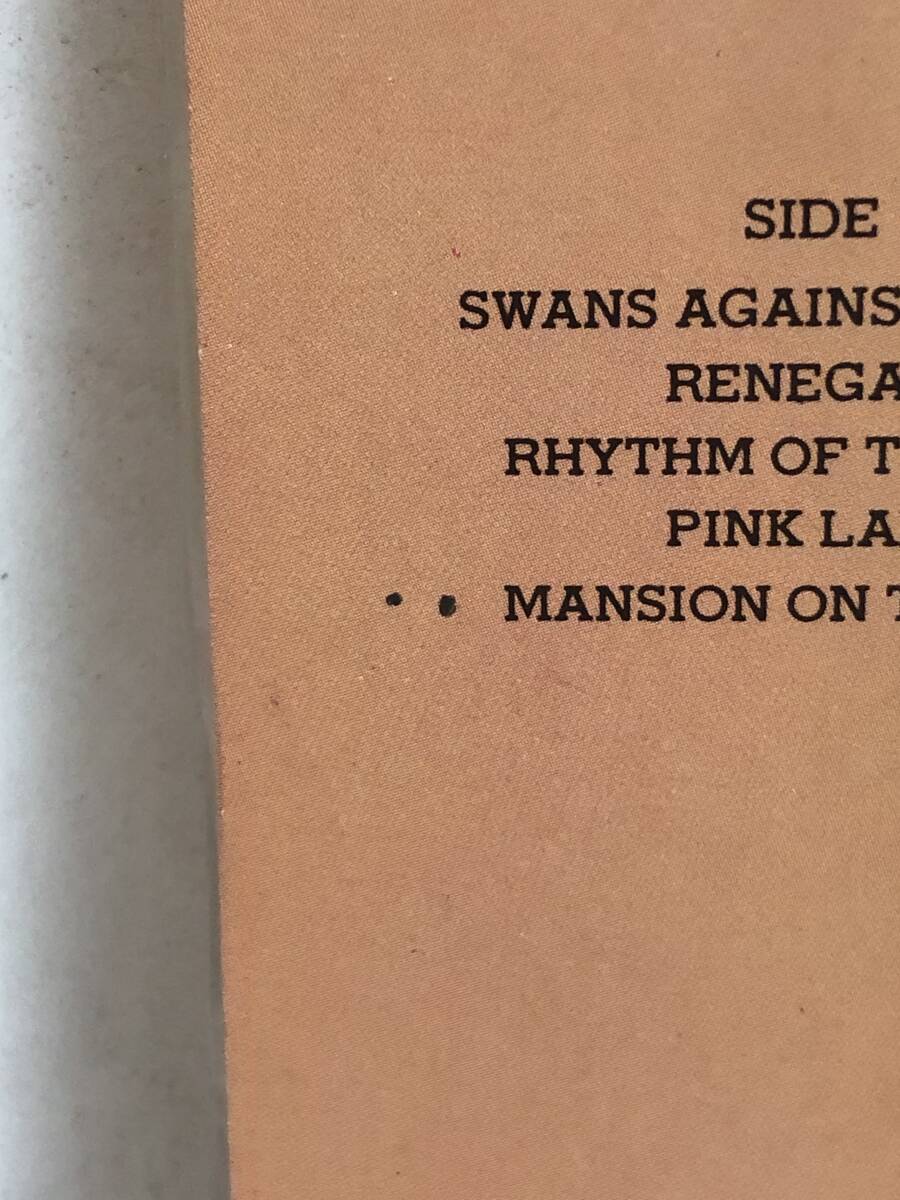 SIDE
SWANS AGAINS
RENEGA
RHYTHM OF T
PINK LA
MANSION ON T